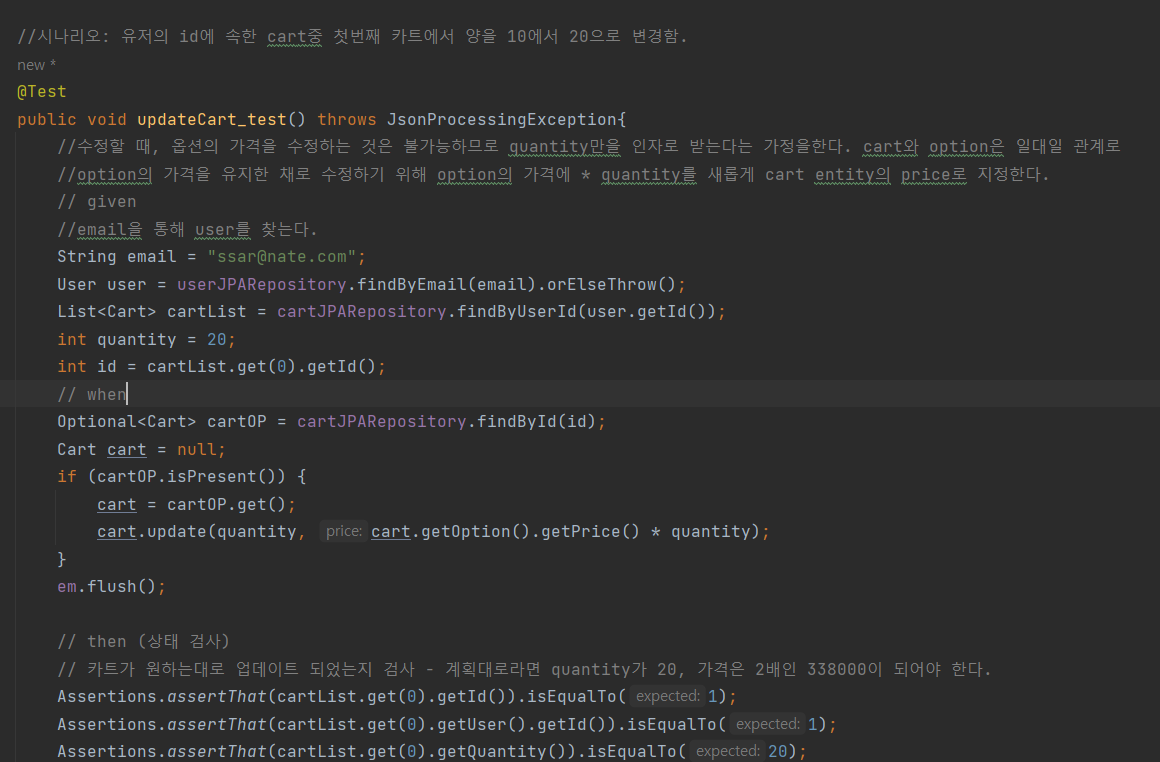 //시나리오: 유저의 id에 속한 cart중 첫번째 카트에서 양을 10에서 20으로 변경함.
new *
@Test
public void updateCart_test() throws JsonProcessingException{
//수정할 때, 옵션의 가격을 수정하는 것은 불가능하므로 quantity만을 인자로 받는다는 가정을한다. cart와 option은 일대일 관계로
//option의 가격을 유지한 채로 수정하기 위해 option의 가격에 * quantity를 새롭게 cart entity의 price로 지정한다.
// given
//email을 통해 user를 찾는다.
String email = "ssar@nate.com";
User user = userJPARepository.findByEmail(email).orElseThrow();
List<Cart> cartList = cartJPARepository.findByUserId(user.getId());
int quantity = 20;
int id = cartList.get(0).getId();
// when
Optional<Cart> cartOP = cartJPARepository.findById(id);
Cart cart = null;
if (cartOP.isPresent()) {
cart = cartOP.get();
cart.update(quantity, price: cart.getOption().getPrice() * quantity);
}
em.flush();
// then (상태 검사)
// 카트가 원하는대로 업데이트 되었는지 검사 - 계획대로라면 quantity가 20, 가격은 2배인 338000이 되어야 한다.
Assertions.assertThat(cartList.get(0).getId()).isEqualTo( expected: 1);
Assertions.assertThat(cartList.get(0).getUser().getId()).isEqualTo( expected: 1);
Assertions.assertThat(cartList.get(0).getQuantity()).isEqualTo( expected: 20);